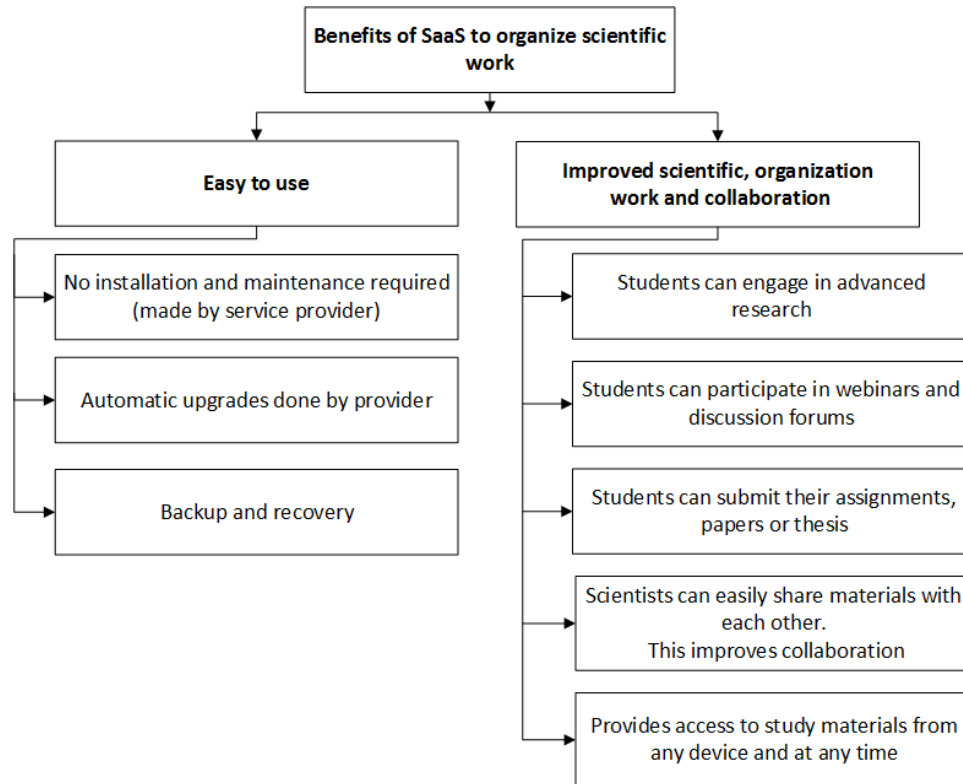 Benefits of SaaS to organize scientific
work
Easy to use
Improved scientific, organization
work and collaboration
No installation and maintenance required
(made by service provider)
Automatic upgrades done by provider
Backup and recovery
Students can engage in advanced
research
Students can participate in webinars and
discussion forums
Students can submit their assignments,
papers or thesis
Scientists can easily share materials with
each other.
This improves collaboration
Provides access to study materials from
any device and at any time